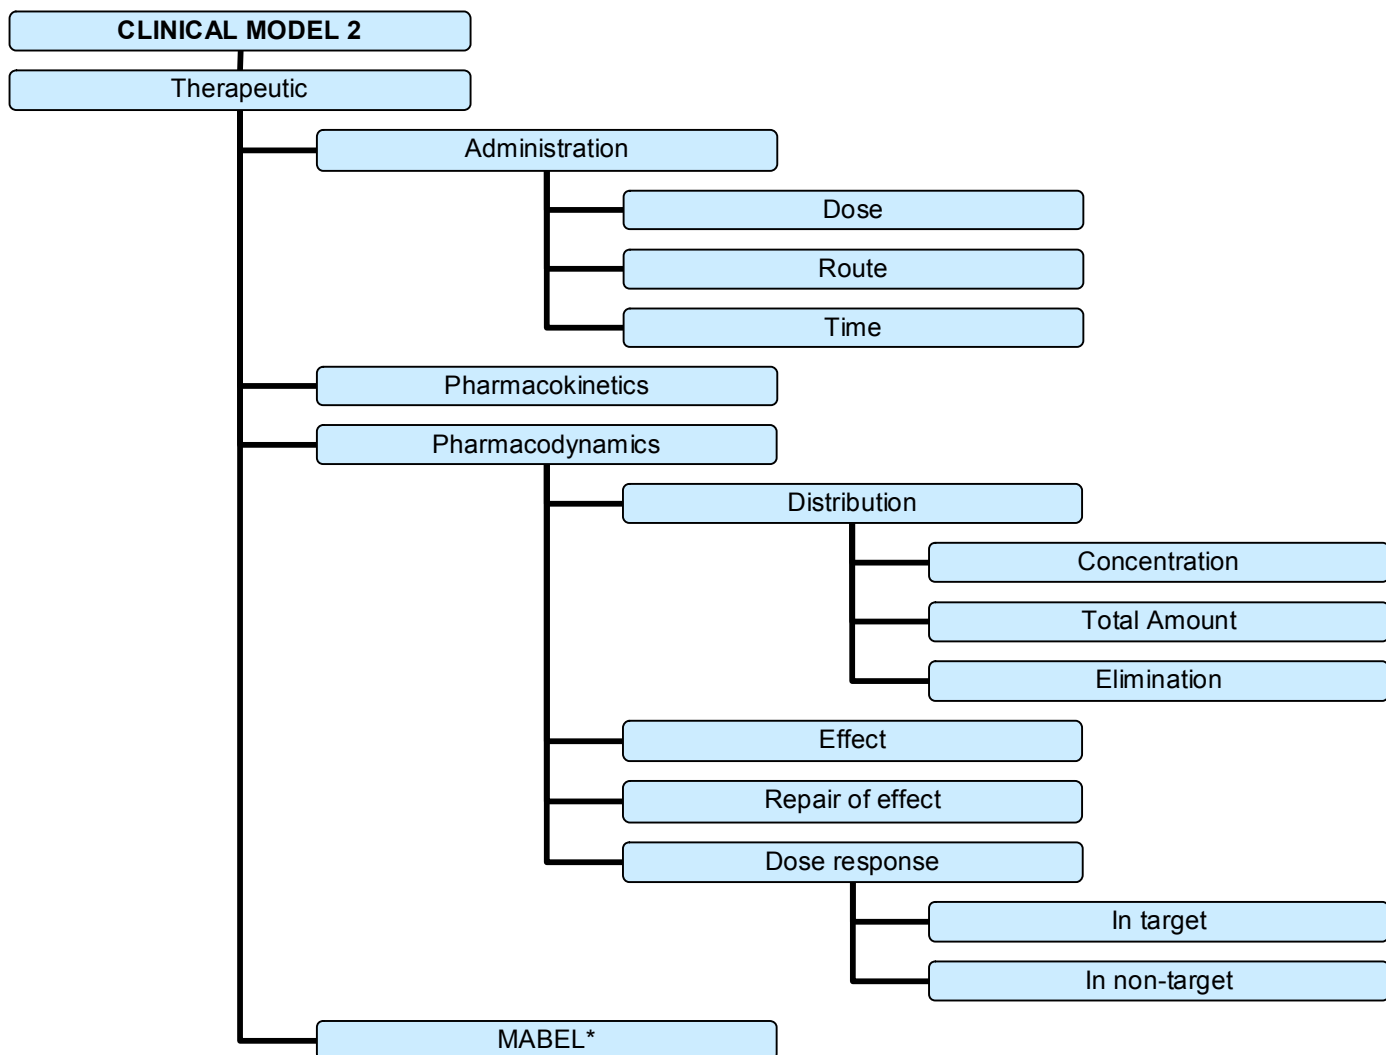 CLINICAL MODEL 2
Therapeutic
Administration
Dose
Route
Time
Pharmacokinetics
Pharmacodynamics
Distribution
Concentration
Total Amount
Elimination
Effect
Repair of effect
Dose response
In target
In non-target
MABEL*